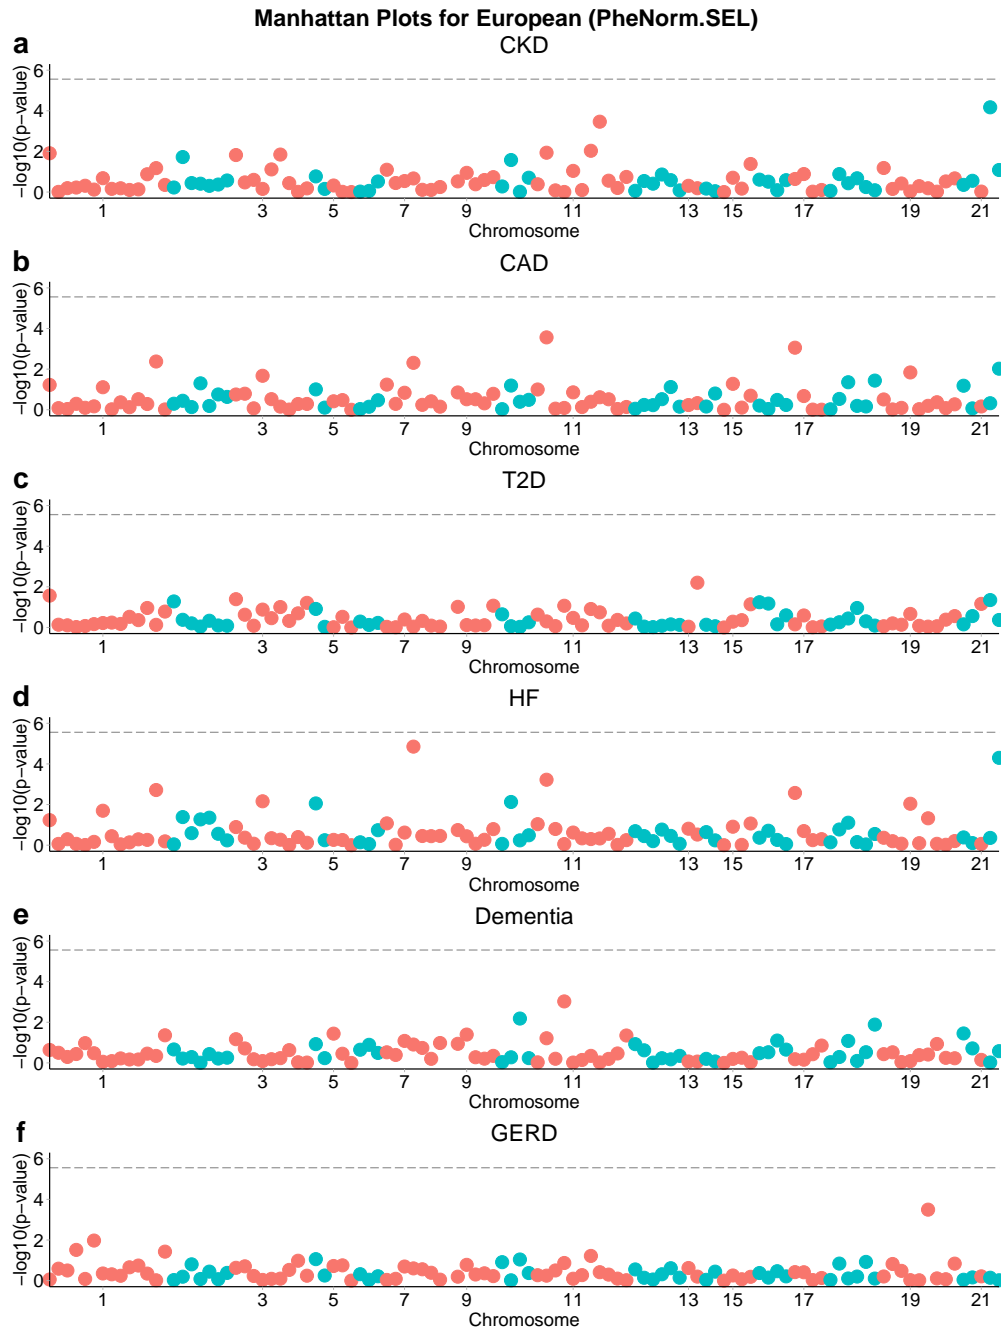 Manhattan Plots for European (PheNorm.SEL)
a
CKD
−log10(p−value)
6
4
2
0
1 3 5 7 9 11 13 15 17 19 21
Chromosome
b
CAD
−log10(p−value)
6
4
2
0
1 3 5 7 9 11 13 15 17 19 21
Chromosome
c
T2D
−log10(p−value)
6
4
2
0
1 3 5 7 9 11 13 15 17 19 21
Chromosome
d
HF
−log10(p−value)
6
4
2
0
1 3 5 7 9 11 13 15 17 19 21
Chromosome
e
Dementia
−log10(p−value)
6
4
2
0
1 3 5 7 9 11 13 15 17 19 21
Chromosome
f
GERD
−log10(p−value)
6
4
2
0
1 3 5 7 9 11 13 15 17 19 21
Chromosome